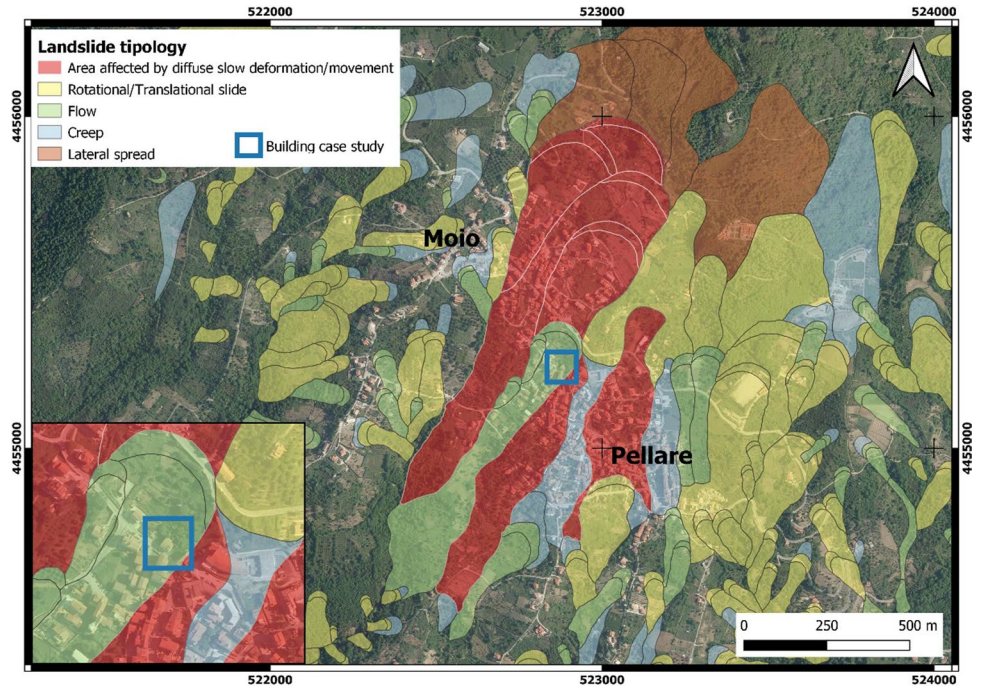 522000
523000
524000
Landslide tipology
Area affected by diffuse slow deformation/movement
Rotational/Translational slide
Flow
Creep
Lateral spread
Building case study
4456000
4456000
Moio
4455000
Pellare
4455000
0 250 500 m
522000
523000
524000